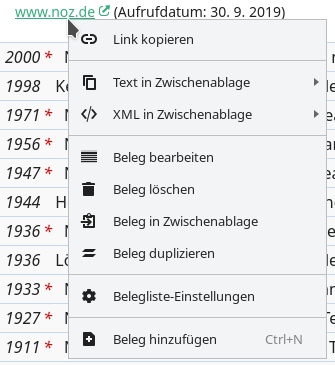 www.noz.de (Aufrufdatum: 30. 9. 2019)
Link kopieren
2000 *
Text in Zwischenablage
1998
XML in Zwischenablage
1971 *
1956 *
Beleg bearbeiten
1947 *
Beleg löschen
1944
Beleg in Zwischenablage
1936 *
Beleg duplizieren
1936
1933 *
Belegliste-Einstellungen
1927 *
Beleg hinzufügen Ctrl+N
1911 *